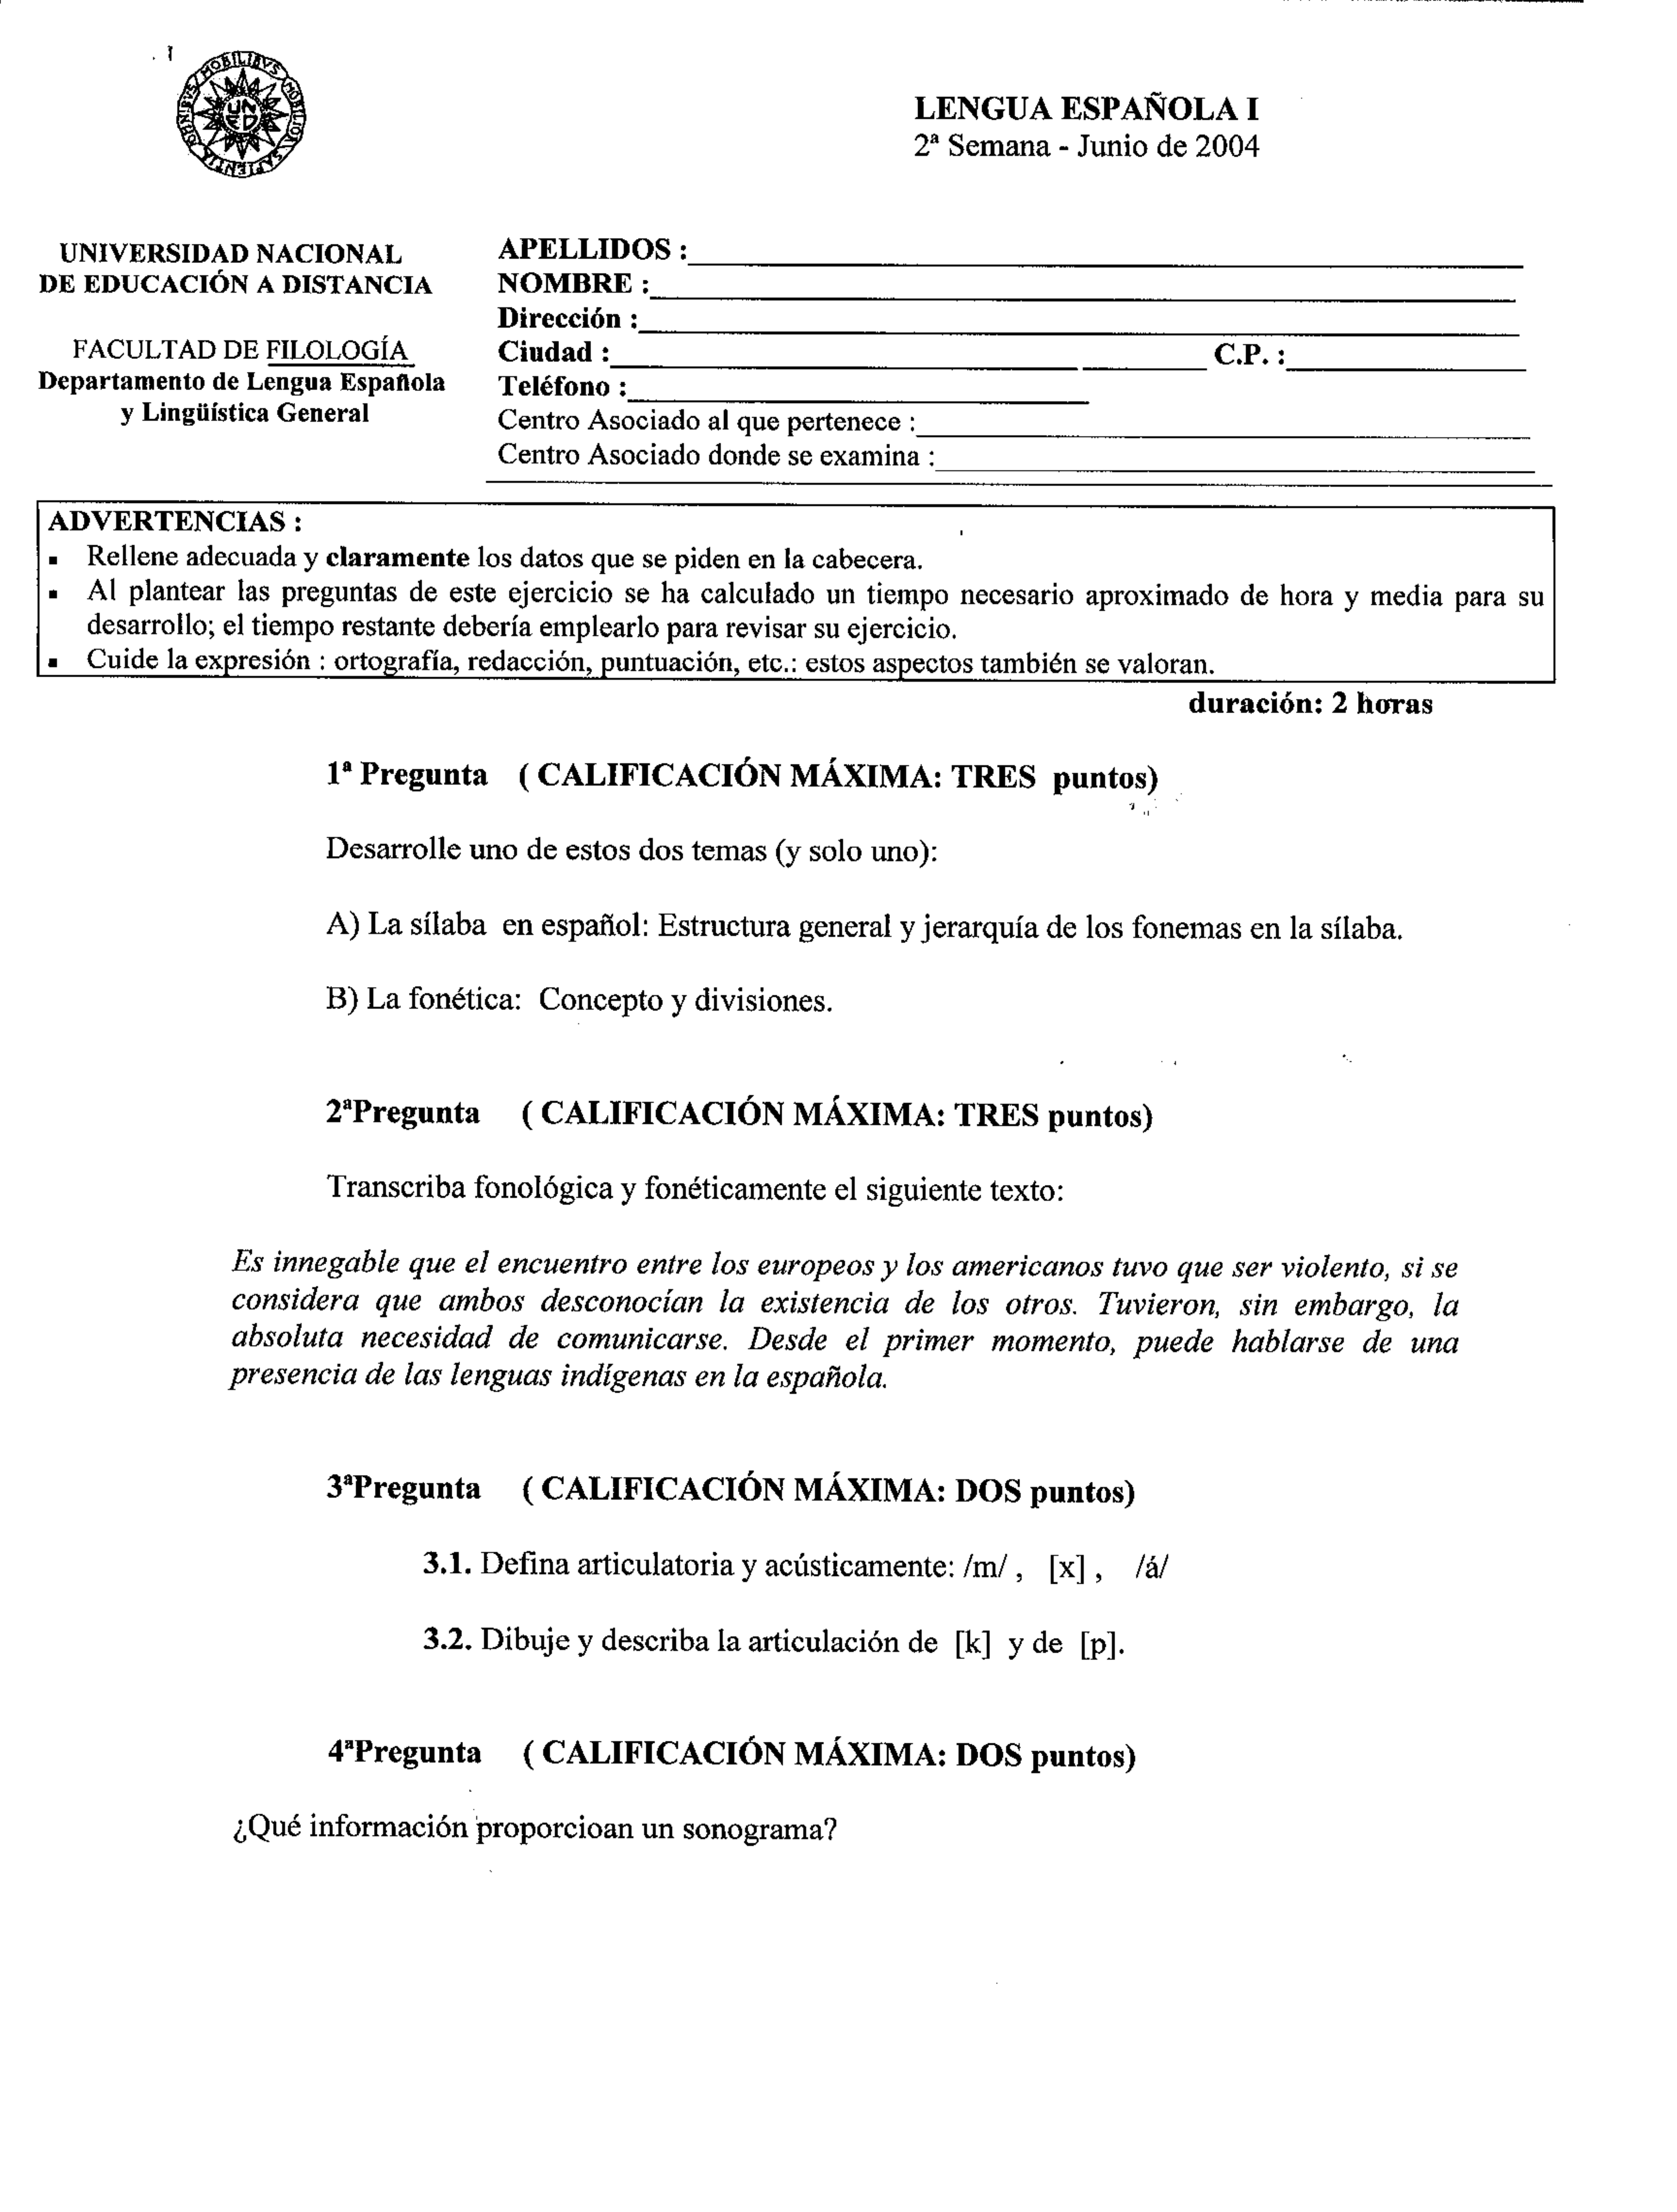 OMNIBVS MOBILIBVS MOBILIOR SAPIENTIA
UNED
LENGUA ESPAÑOLA I
2ª Semana - Junio de 2004
UNIVERSIDAD NACIONAL
DE EDUCACIÓN A DISTANCIA
FACULTAD DE FILOLOGÍA
Departamento de Lengua Española
y Lingüística General
APELLIDOS :
NOMBRE :
Dirección :
Ciudad : C.P. :
Teléfono :
Centro Asociado al que pertenece :
Centro Asociado donde se examina :
ADVERTENCIAS :
▪ Rellene adecuada y claramente los datos que se piden en la cabecera.
▪ Al plantear las preguntas de este ejercicio se ha calculado un tiempo necesario aproximado de hora y media para su
desarrollo; el tiempo restante debería emplearlo para revisar su ejercicio.
▪ Cuide la expresión : ortografía, redacción, puntuación, etc.: estos aspectos también se valoran.
duración: 2 horas
1ª Pregunta ( CALIFICACIÓN MÁXIMA: TRES puntos)
Desarrolle uno de estos dos temas (y solo uno):
A) La sílaba en español: Estructura general y jerarquía de los fonemas en la sílaba.
B) La fonética: Concepto y divisiones.
2ªPregunta ( CALIFICACIÓN MÁXIMA: TRES puntos)
Transcriba fonológica y fonéticamente el siguiente texto:
Es innegable que el encuentro entre los europeos y los americanos tuvo que ser violento, si se
considera que ambos desconocían la existencia de los otros. Tuvieron, sin embargo, la
absoluta necesidad de comunicarse. Desde el primer momento, puede hablarse de una
presencia de las lenguas indígenas en la española.
3ªPregunta ( CALIFICACIÓN MÁXIMA: DOS puntos)
3.1. Defina articulatoria y acústicamente: /m/ , [x] , /á/
3.2. Dibuje y describa la articulación de [k] y de [p].
4ªPregunta ( CALIFICACIÓN MÁXIMA: DOS puntos)
¿Qué información proporcioan un sonograma?